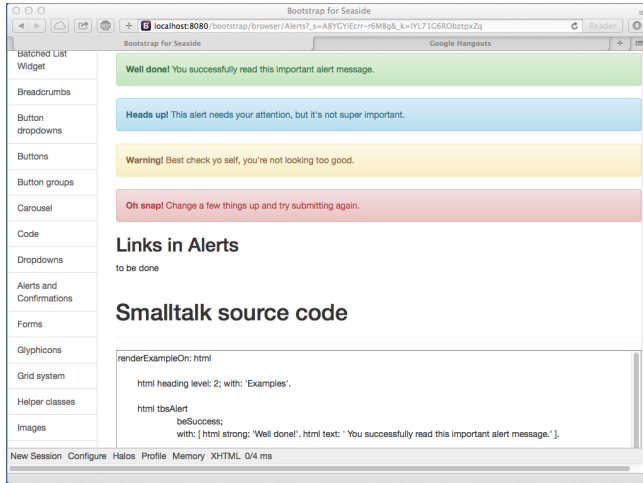 Bootstrap for Seaside
localhost:8080/bootstrap/browser/Alerts?_s=A8YGYiEcrr-r6MBg&_k=IYL71G6RObztpxZq
Reader
Bootstrap for Seaside
Google Hangouts
Batched List
Widget
Breadcrumbs
Button
dropdowns
Buttons
Button groups
Carousel
Code
Dropdowns
Alerts and
Confirmations
Forms
Glyphicons
Grid system
Helper classes
Images
Well done! You successfully read this important alert message.
Heads up! This alert needs your attention, but it's not super important.
Warning! Best check yo self, you're not looking too good.
Oh snap! Change a few things up and try submitting again.
Links in Alerts
to be done
Smalltalk source code
renderExampleOn: html
html heading level: 2; with: 'Examples'.
html tbsAlert
beSuccess;
with: [ html strong: 'Well done!'. html text: ' You successfully read this important alert message.' ].
New Session Configure Halos Profile Memory XHTML 0/4 ms